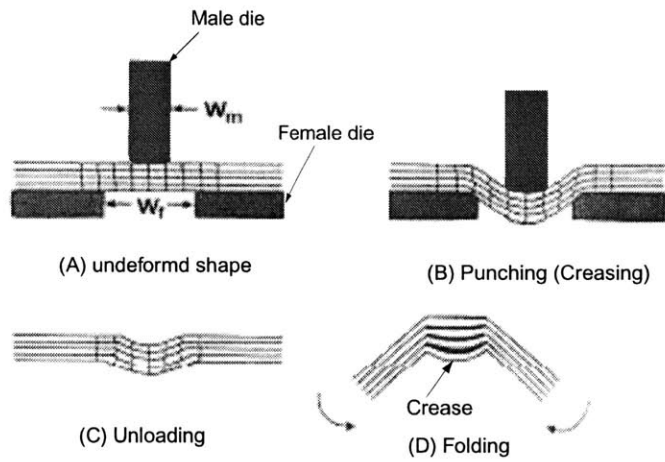 Male die
Wm
Female die
Wf
(A) undeformd shape
(B) Punching (Creasing)
Crease
(C) Unloading
(D) Folding